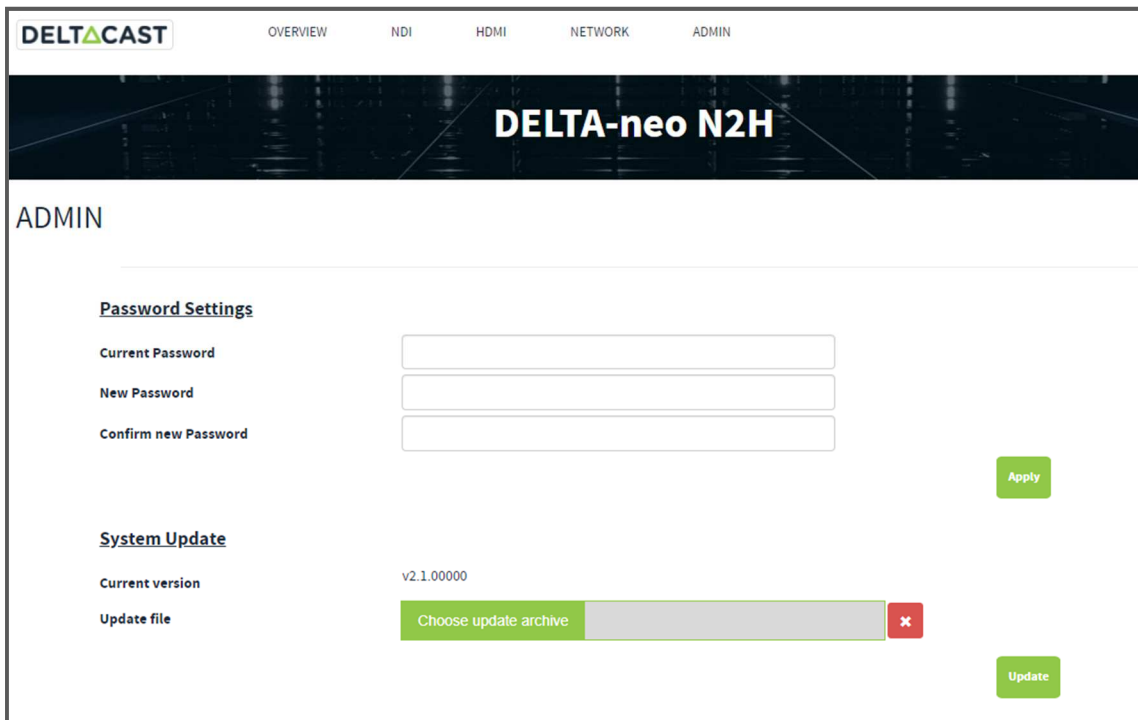 DELTACAST OVERVIEW NDI HDMI NETWORK ADMIN
DELTA-neo N2H
ADMIN
Password Settings
Current Password
New Password
Confirm new Password
Apply
System Update
Current version v2.1.00000
Update file Choose update archive
Update